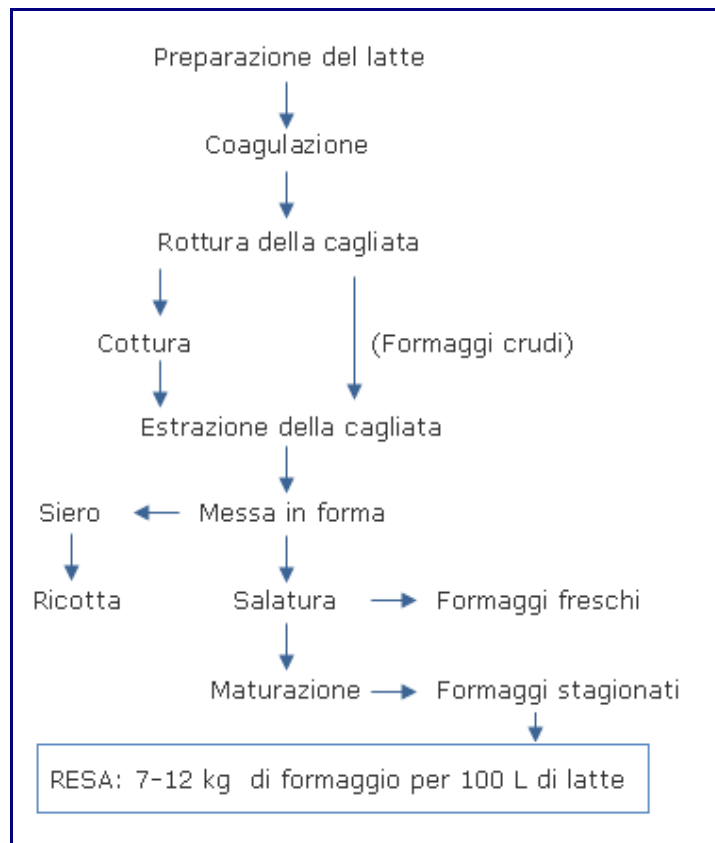 Preparazione del latte
Coagulazione
Rottura della cagliata
Cottura
(Formaggi crudi)
Estrazione della cagliata
Siero
Messa in forma
Ricotta
Salatura
Formaggi freschi
Maturazione
Formaggi stagionati
RESA: 7-12 kg di formaggio per 100 L di latte